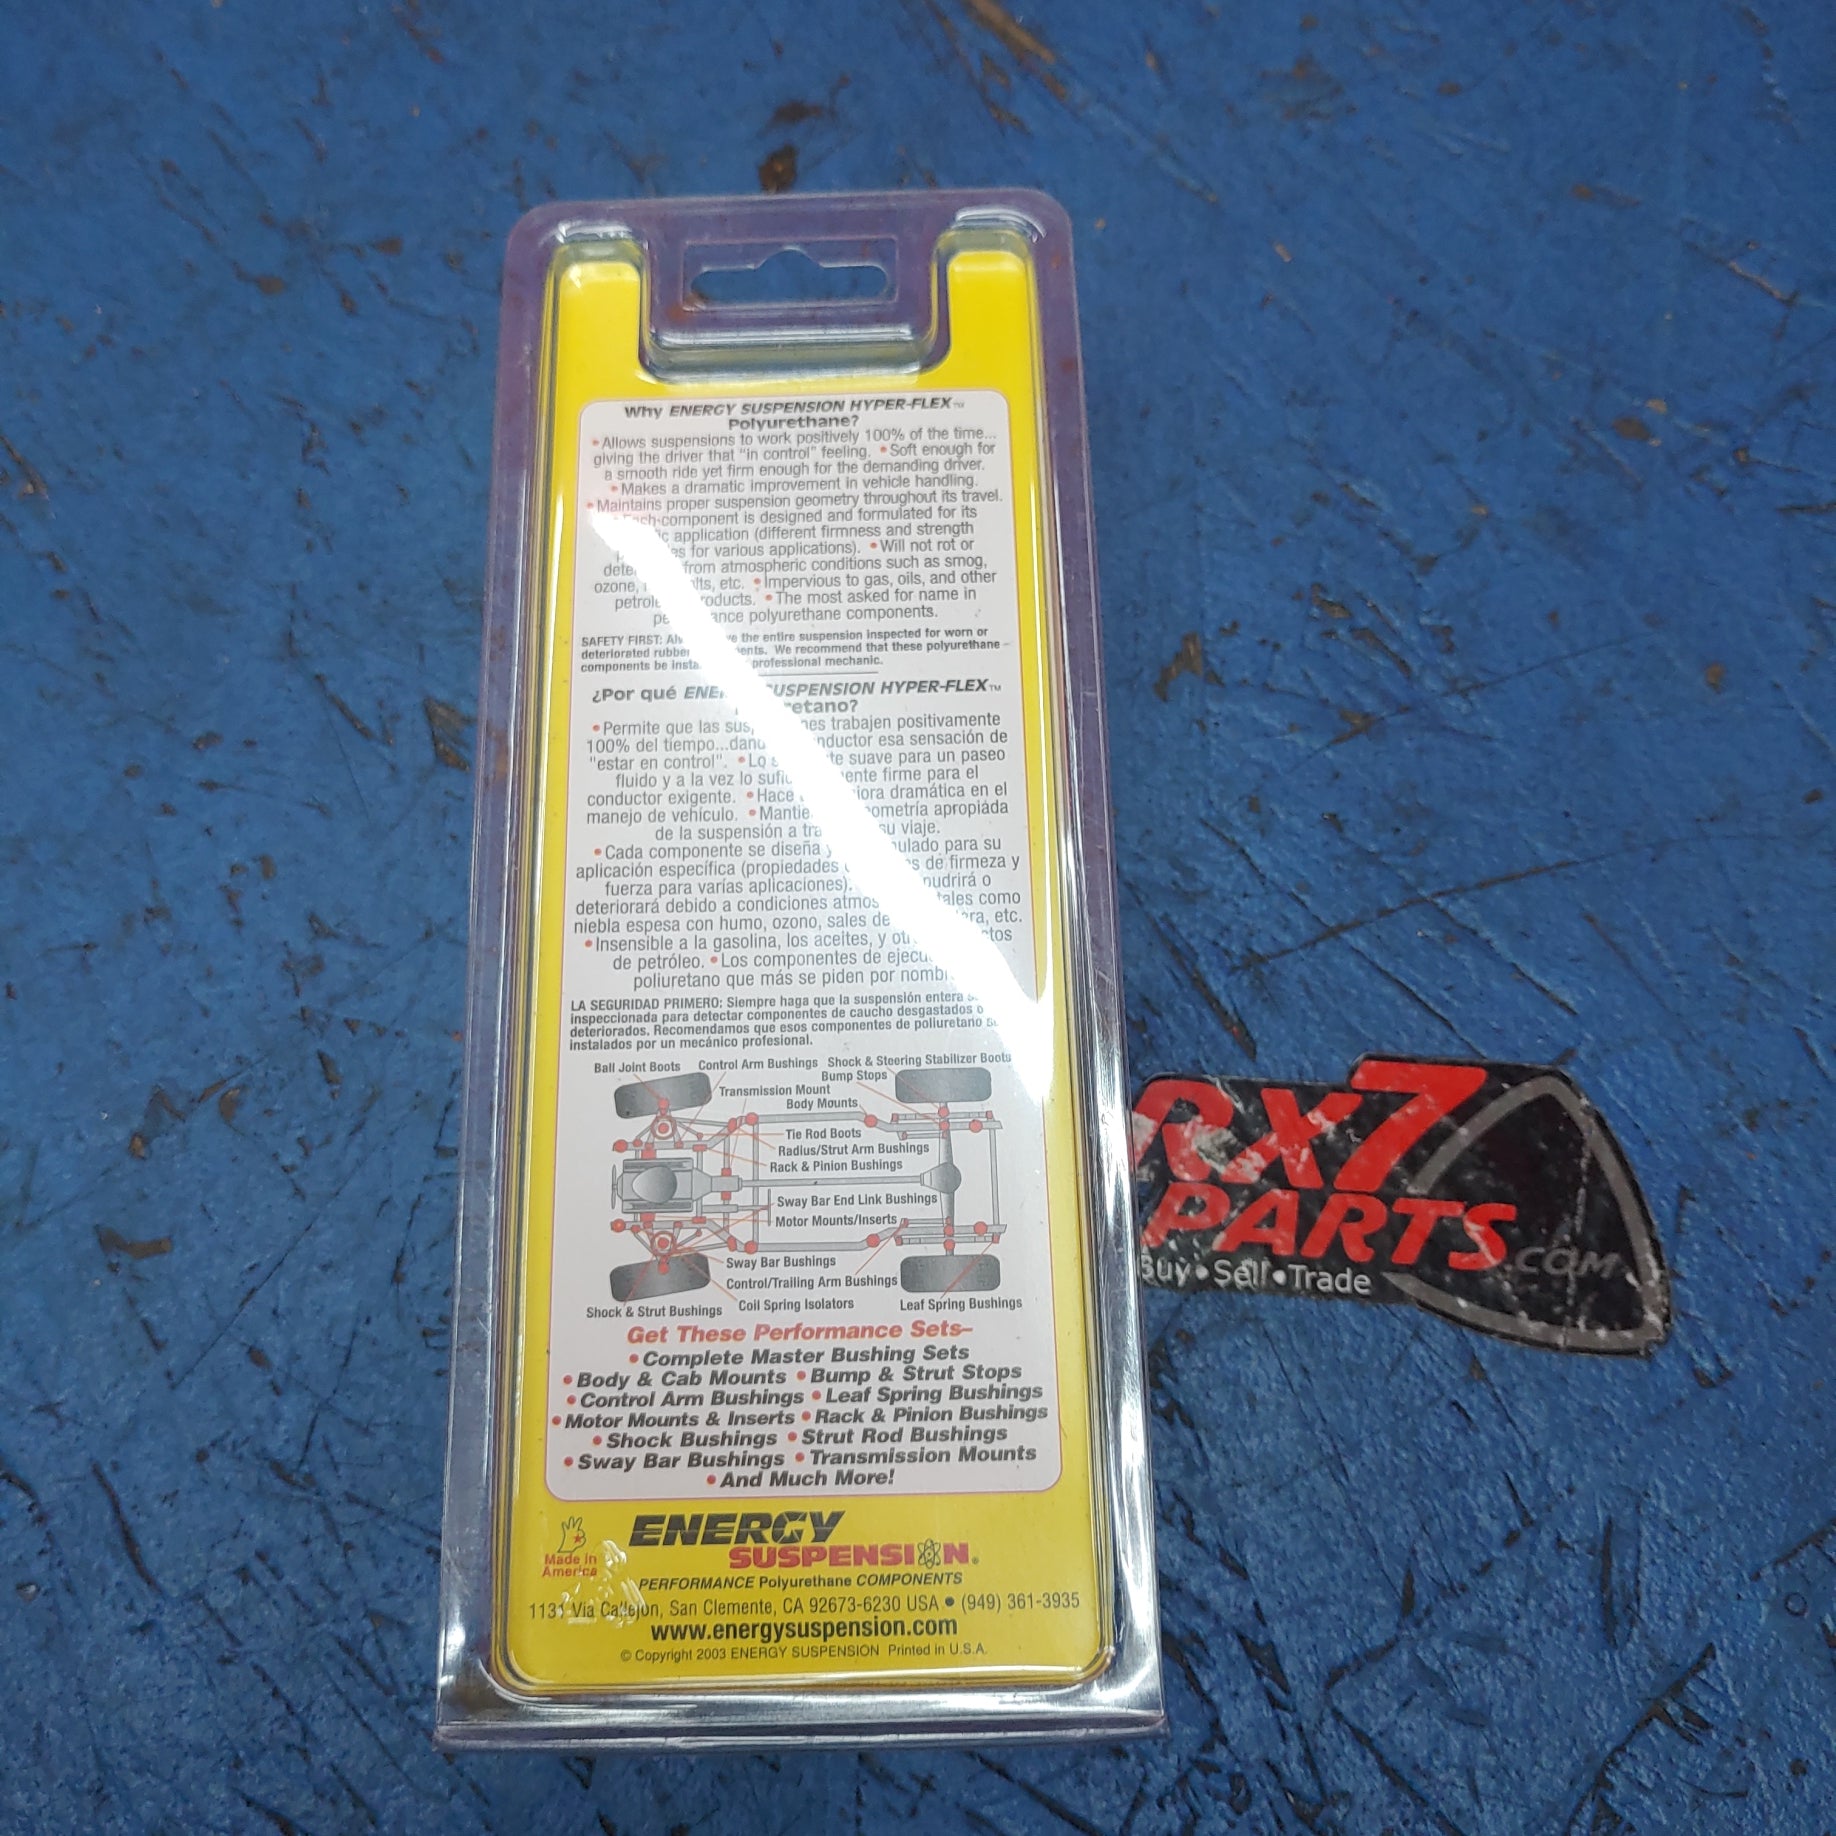 Why ENERGY SUSPENSION HYPER-FLEX™
Polyurethane?
• Allows suspensions to work positively 100% of the time...
giving the driver that "in control" feeling. • Soft enough for
a smooth ride yet firm enough for the demanding driver.
• Makes a dramatic improvement in vehicle handling.
• Maintains proper suspension geometry throughout its travel.
component is designed and formulated for its
application (different firmness and strength
for various applications). • Will not rot or
from atmospheric conditions such as smog,
ozone, etc. • Impervious to gas, oils, and other
• The most asked for name in
polyurethane components.
SAFETY FIRST: the entire suspension inspected for worn or
deteriorated rubber We recommend that these polyurethane
components be professional mechanic.
¿Por qué HYPER-FLEX™
• Permite que las trabajen positivamente
100% del tiempo... esa sensación de
"estar en control". • Lo suave para un paseo
fluido y a la vez lo firme para el
conductor exigente. • Hace dramática en el
manejo de vehículo. • apropiada
de la suspensión a su viaje.
• Cada componente se diseña para su
aplicación específica (propiedades de firmeza y
fuerza para varías aplicaciones). o
deteriorará debido a condiciones tales como
niebla espesa con humo, ozono, sales de etc.
• Insensible a la gasolina, los aceites, y
de petróleo. • Los componentes de
poliuretano que más se piden por
LA SEGURIDAD PRIMERO: Siempre haga que la suspensión entera
inspeccionada para detectar componentes de caucho desgastados o
deteriorados. Recomendamos que esos componentes de poliuretano
instalados por un mecánico profesional.
Ball Joint Boots Control Arm Bushings Shock & Steering Stabilizer Boots
Bump Stops
Transmission Mount
Body Mounts
Tie Rod Boots
Radius/Strut Arm Bushings
Rack & Pinion Bushings
Sway Bar End Link Bushings
Motor Mounts/Inserts
Sway Bar Bushings
Control/Trailing Arm Bushings
Shock & Strut Bushings Coil Spring Isolators Leaf Spring Bushings
Get These Performance Sets–
• Complete Master Bushing Sets
• Body & Cab Mounts • Bump & Strut Stops
• Control Arm Bushings • Leaf Spring Bushings
• Motor Mounts & Inserts • Rack & Pinion Bushings
• Shock Bushings • Strut Rod Bushings
• Sway Bar Bushings • Transmission Mounts
• And Much More!
Made in
America
ENERGY
SUSPENSION®
PERFORMANCE Polyurethane COMPONENTS
1131 Via Callejon, San Clemente, CA 92673-6230 USA • (949) 361-3935
www.energysuspension.com
© Copyright 2003 ENERGY SUSPENSION Printed in U.S.A.
RX7
PARTS.COM
Buy•Sell•Trade